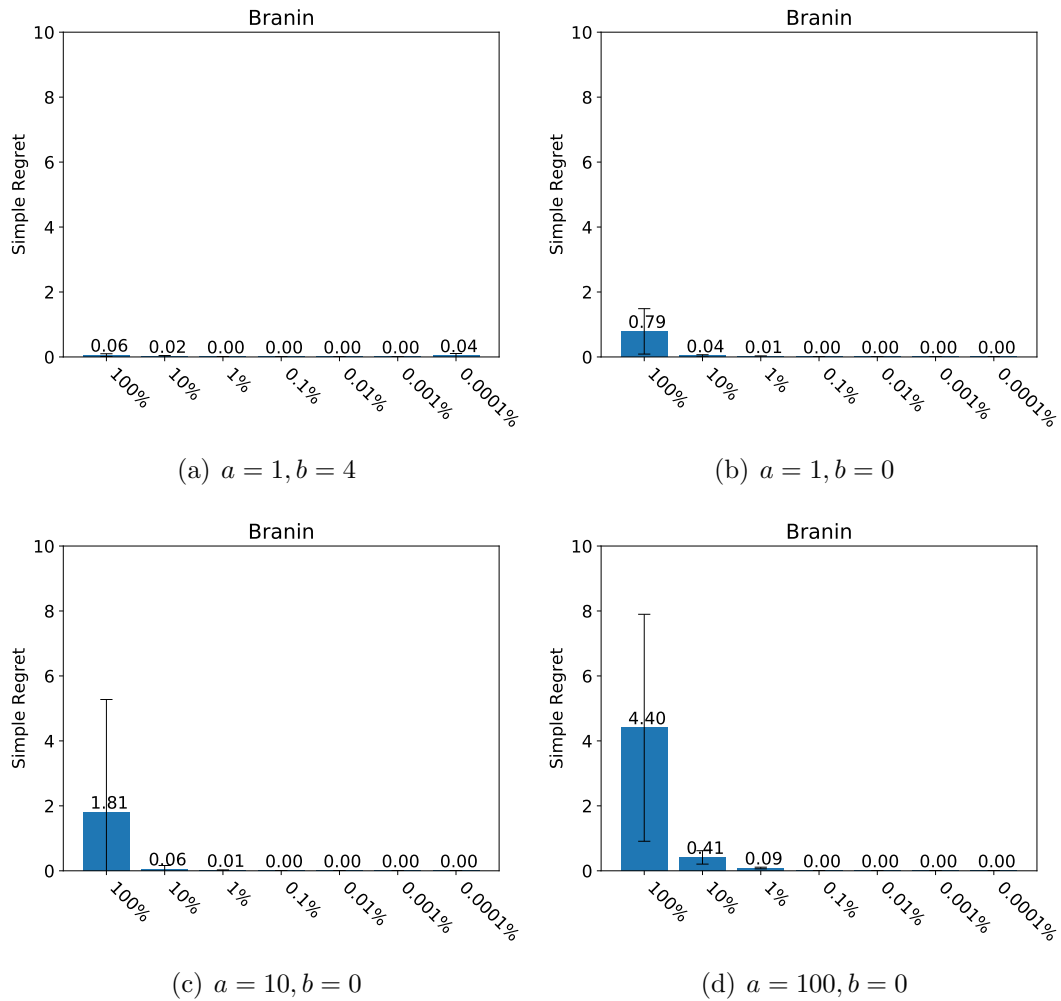 Branin
10
8
6
4
2
0
Simple Regret
0.06 0.02 0.00 0.00 0.00 0.00 0.04
100% 10% 1% 0.1% 0.01% 0.001% 0.0001%
(a) a = 1, b = 4
Branin
10
8
6
4
2
0
Simple Regret
0.79 0.04 0.01 0.00 0.00 0.00 0.00
100% 10% 1% 0.1% 0.01% 0.001% 0.0001%
(b) a = 1, b = 0
Branin
10
8
6
4
2
0
Simple Regret
1.81 0.06 0.01 0.00 0.00 0.00 0.00
100% 10% 1% 0.1% 0.01% 0.001% 0.0001%
(c) a = 10, b = 0
Branin
10
8
6
4
2
0
Simple Regret
4.40 0.41 0.09 0.00 0.00 0.00 0.00
100% 10% 1% 0.1% 0.01% 0.001% 0.0001%
(d) a = 100, b = 0